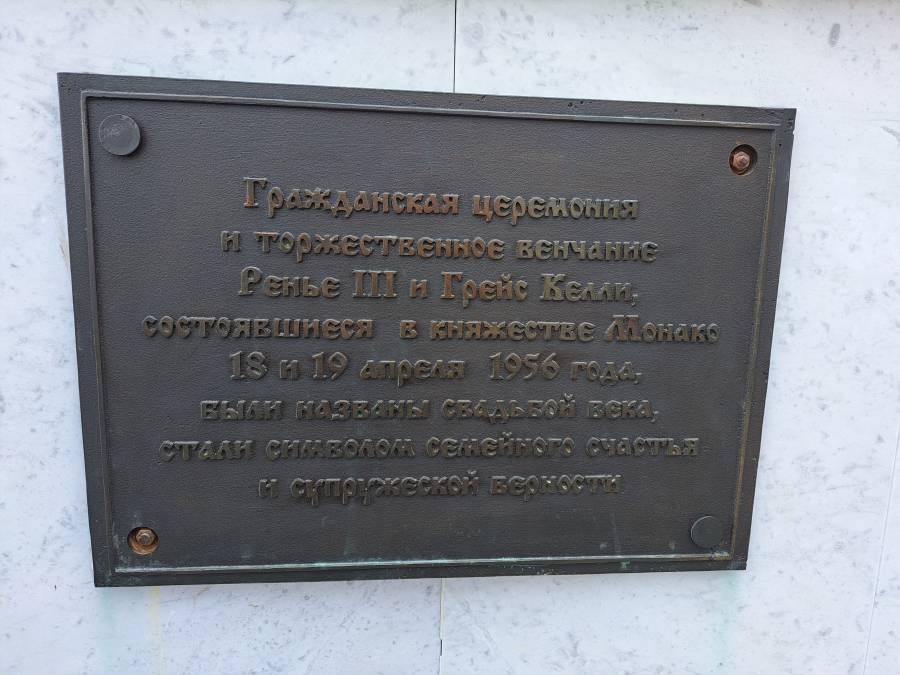 Гражданская церемония
и торжественное венчание
Ренье III и Грейс Келли,
состоявшиеся в княжестве Монако
18 и 19 апреля 1956 года,
были названы свадьбой века,
стали символом семейного счастья
и супружеской верности